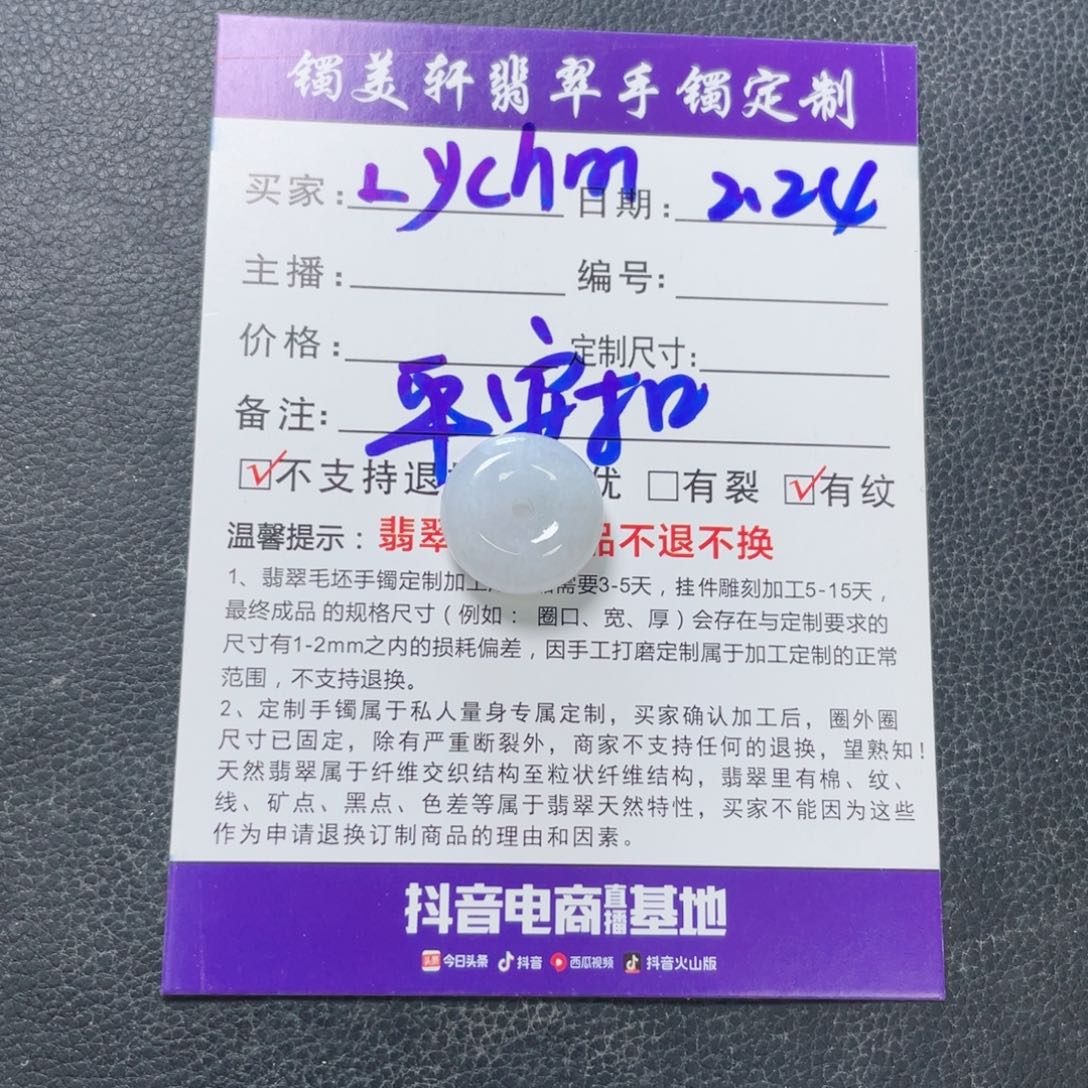 镯美轩翡翠手镯定制
买家: Lychm 日期: 2.24
主播: 编号:
价格: 定制尺寸:
备注: 平安扣
不支持退 优 有裂 有纹
温馨提示: 翡翠 品不退不换
1、翡翠毛坯手镯定制加工 需要3-5天,挂件雕刻加工5-15天,
最终成品的规格尺寸(例如: 圈口、宽、厚)会存在与定制要求的
尺寸有1-2mm之内的损耗偏差,因手工打磨定制属于加工定制的正常
范围,不支持退换。
2、定制手镯属于私人量身专属定制,买家确认加工后,圈外圈
尺寸已固定,除有严重断裂外,商家不支持任何的退换,望熟知!
天然翡翠属于纤维交织结构至粒状纤维结构,翡翠里有棉、纹、
线、矿点、黑点、色差等属于翡翠天然特性,买家不能因为这些
作为申请退换订制商品的理由和因素。
抖音电商直播基地
头条 今日头条 抖音 西瓜视频 抖音火山版